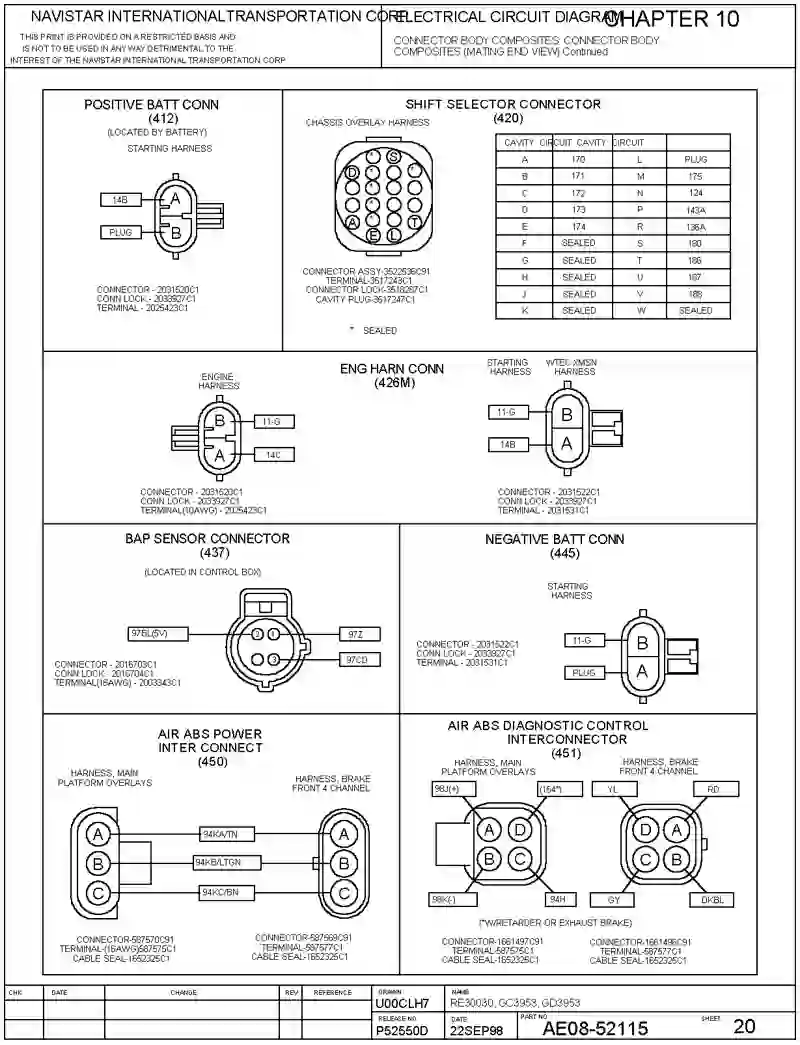 NAVISTAR INTERNATIONAL TRANSPORTATION CORP.
THIS PRINT IS PROVIDED ON A RESTRICTED BASIS AND
IS NOT TO BE USED IN ANY WAY DETRIMENTAL TO THE
INTEREST OF THE NAVISTAR INTERNATIONAL TRANSPORTATION CORP
ELECTRICAL CIRCUIT DIAGRAM
CHAPTER 10
CONNECTOR BODY COMPOSITES: CONNECTOR BODY
COMPOSITES (MATING END VIEW) Continued
POSITIVE BATT CONN
(412)
(LOCATED BY BATTERY)
STARTING HARNESS
14B
A
PLUG
B
CONNECTOR - 2031520C1
CONN LOCK - 2033927C1
TERMINAL - 2025423C1
SHIFT SELECTOR CONNECTOR
(420)
CHASSIS OVERLAY HARNESS
S
D
A
T
E
L
CONNECTOR ASSY-3522536C91
TERMINAL-3517243C1
CONNECTOR LOCK-3518267C1
CAVITY PLUG-3517247C1
* SEALED
CAVITY CIRCUIT CAVITY CIRCUIT
A 170 L PLUG
B 171 M 175
C 172 N 124
D 173 P 143A
E 174 R 136A
F SEALED S 180
G SEALED T 186
H SEALED U 187
J SEALED V 188
K SEALED W SEALED
ENG HARN CONN
(426M)
ENGINE
HARNESS
B
11-G
A
14C
CONNECTOR - 2031520C1
CONN LOCK - 2033927C1
TERMINAL(10AWG) - 2025423C1
STARTING HARNESS
WTEC XMSN HARNESS
11-G
B
14B
A
CONNECTOR - 2031522C1
CONN LOCK - 2033927C1
TERMINAL - 2031531C1
BAP SENSOR CONNECTOR
(437)
(LOCATED IN CONTROL BOX)
97BL(5V)
97Z
97CD
CONNECTOR - 2016703C1
CONN LOCK - 2016704C1
TERMINAL(16AWG) - 2003343C1
NEGATIVE BATT CONN
(445)
STARTING
HARNESS
11-G
B
PLUG
A
CONNECTOR - 2031522C1
CONN LOCK - 2033927C1
TERMINAL - 2031531C1
AIR ABS POWER
INTER CONNECT
(450)
HARNESS, MAIN
PLATFORM OVERLAYS
HARNESS, BRAKE
FRONT 4 CHANNEL
A 94KA/TN A
B 94KB/LTGN B
C 94KC/BN C
CONNECTOR-587570C91
TERMINAL-(16AWG)587575C1
CABLE SEAL-1652325C1
CONNECTOR-587569C91
TERMINAL-587577C1
CABLE SEAL-1652325C1
AIR ABS DIAGNOSTIC CONTROL
INTERCONNECTOR
(451)
HARNESS, MAIN
PLATFORM OVERLAYS
HARNESS, BRAKE
FRONT 4 CHANNEL
98J(+) (164*) YL RD
A D D A
B C C B
98K(-) 94H GY DKBL
(*W/RETARDER OR EXHAUST BRAKE)
CONNECTOR-1661497C91
TERMINAL-587575C1
CABLE SEAL-1652325C1
CONNECTOR-1661496C91
TERMINAL-587577C1
CABLE SEAL-1652325C1
CHK DATE CHANGE REV REFERENCE
DRAWN
U00CLH7
NAME
RE30030, GC3953, GD3953
RELEASE NO.
P52550D
DATE
22SEP98
PART NO.
AE08-52115
SHEET
20